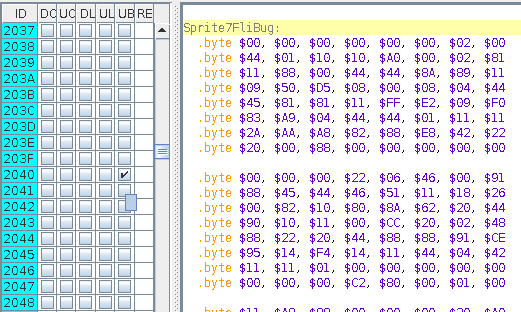 ID DO UO DL UL UB RE
2037
2038
2039
203A
203B
203C
203D
203E
203F
2040
2041
2042
2043
2044
2045
2046
2047
2048
Sprite7FliBug:
.byte $00, $00, $00, $00, $00, $00, $02, $00
.byte $44, $01, $10, $10, $A0, $00, $02, $81
.byte $11, $88, $00, $44, $44, $8A, $89, $11
.byte $09, $50, $D5, $08, $00, $08, $04, $44
.byte $45, $81, $81, $11, $FF, $E2, $09, $F0
.byte $83, $A9, $04, $44, $44, $01, $11, $11
.byte $2A, $AA, $A8, $82, $88, $E8, $42, $22
.byte $20, $00, $88, $00, $00, $00, $00, $00
.byte $00, $00, $00, $22, $06, $46, $00, $91
.byte $88, $45, $44, $46, $51, $11, $18, $26
.byte $00, $82, $10, $80, $8A, $62, $20, $44
.byte $90, $10, $11, $00, $CC, $20, $02, $48
.byte $88, $22, $20, $44, $88, $88, $91, $CE
.byte $95, $14, $F4, $14, $11, $44, $04, $42
.byte $11, $11, $01, $00, $00, $00, $00, $00
.byte $00, $00, $00, $C2, $80, $00, $01, $00